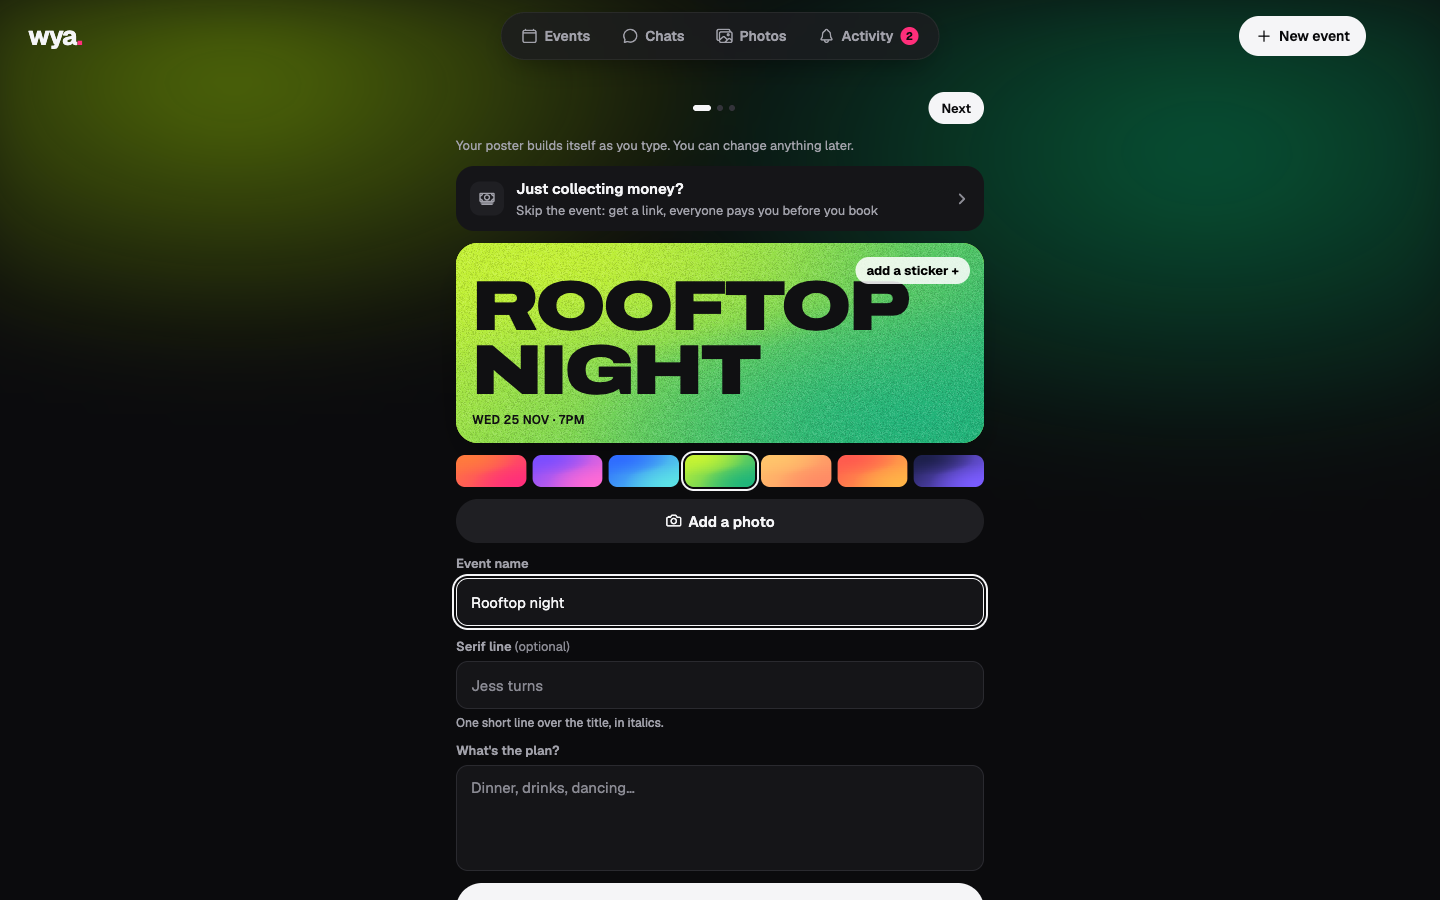 wya.
Events
Chats
Photos
Activity 2
New event
Next
Your poster builds itself as you type. You can change anything later.
Just collecting money?
Skip the event: get a link, everyone pays you before you book
add a sticker +
ROOFTOP
NIGHT
WED 25 NOV · 7PM
Add a photo
Event name
Rooftop night
Serif line (optional)
Jess turns
One short line over the title, in italics.
What's the plan?
Dinner, drinks, dancing...